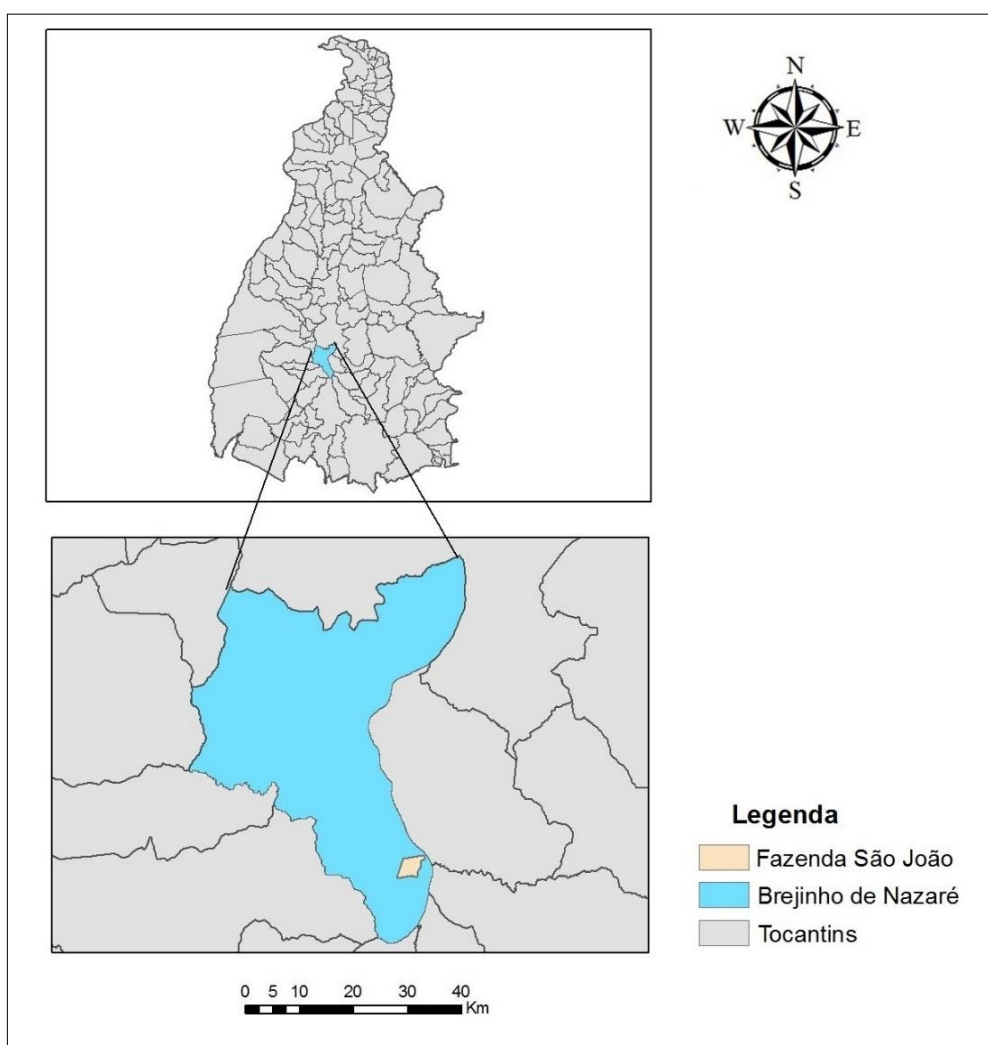 N
W E
S
Legenda
Fazenda São João
Brejinho de Nazaré
Tocantins
0 5 10 20 30 40
Km